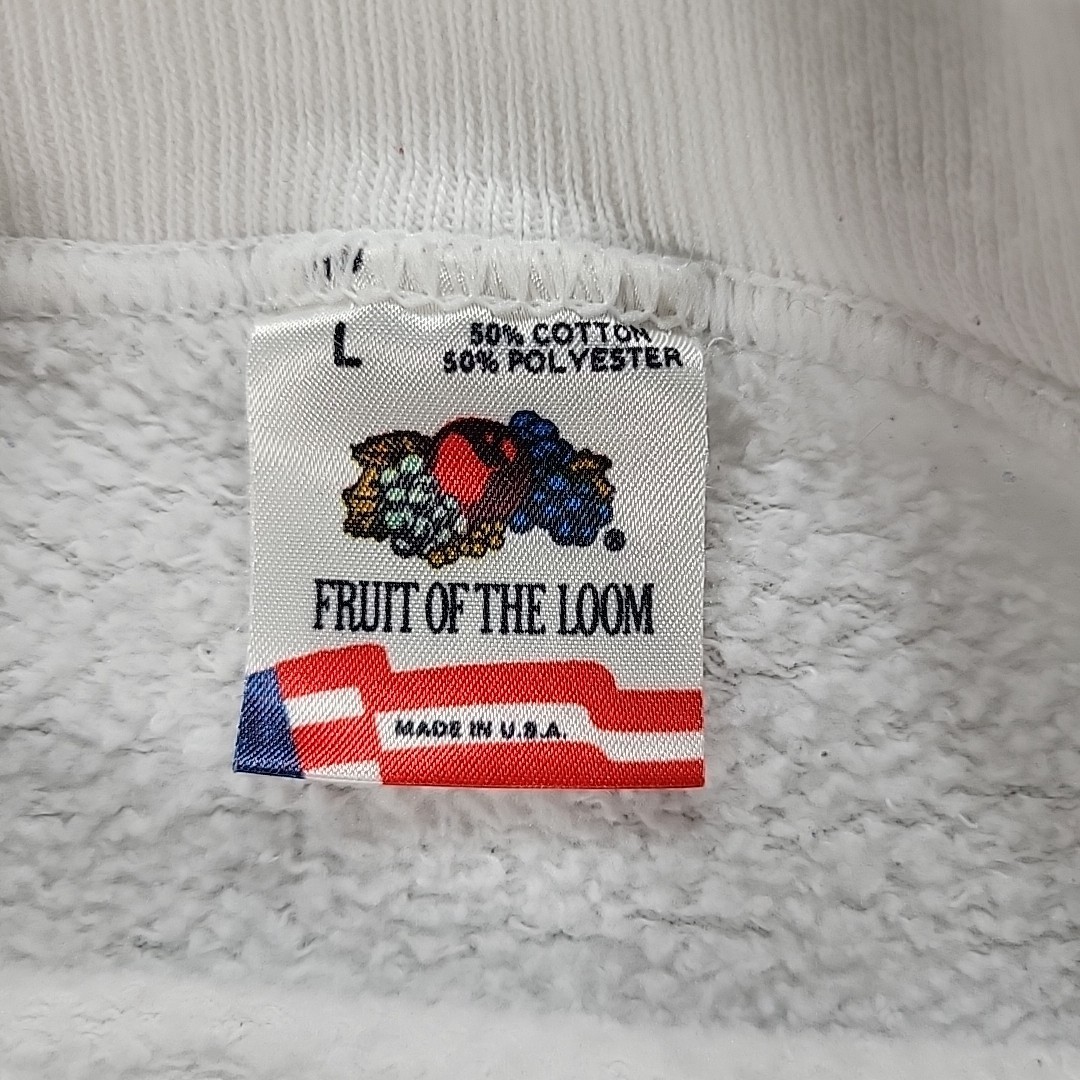 L
50% COTTON
50% POLYESTER
FRUIT OF THE LOOM
MADE IN U.S.A.